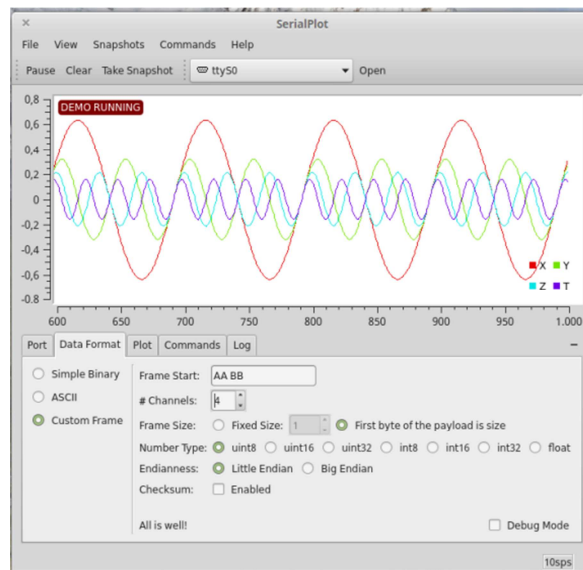 SerialPlot
File View Snapshots Commands Help
Pause Clear Take Snapshot ttyS0 Open
DEMO RUNNING
0,8
0,6
0,4
0,2
0
-0,2
-0,4
-0,6
-0.8
X Y
Z T
600 650 700 750 800 850 900 950 1.000
Port Data Format Plot Commands Log
Simple Binary
ASCII
Custom Frame
Frame Start: AA BB
# Channels: 4
Frame Size: Fixed Size: 1 First byte of the payload is size
Number Type: uint8 uint16 uint32 int8 int16 int32 float
Endianness: Little Endian Big Endian
Checksum: Enabled
All is well! Debug Mode
10sps